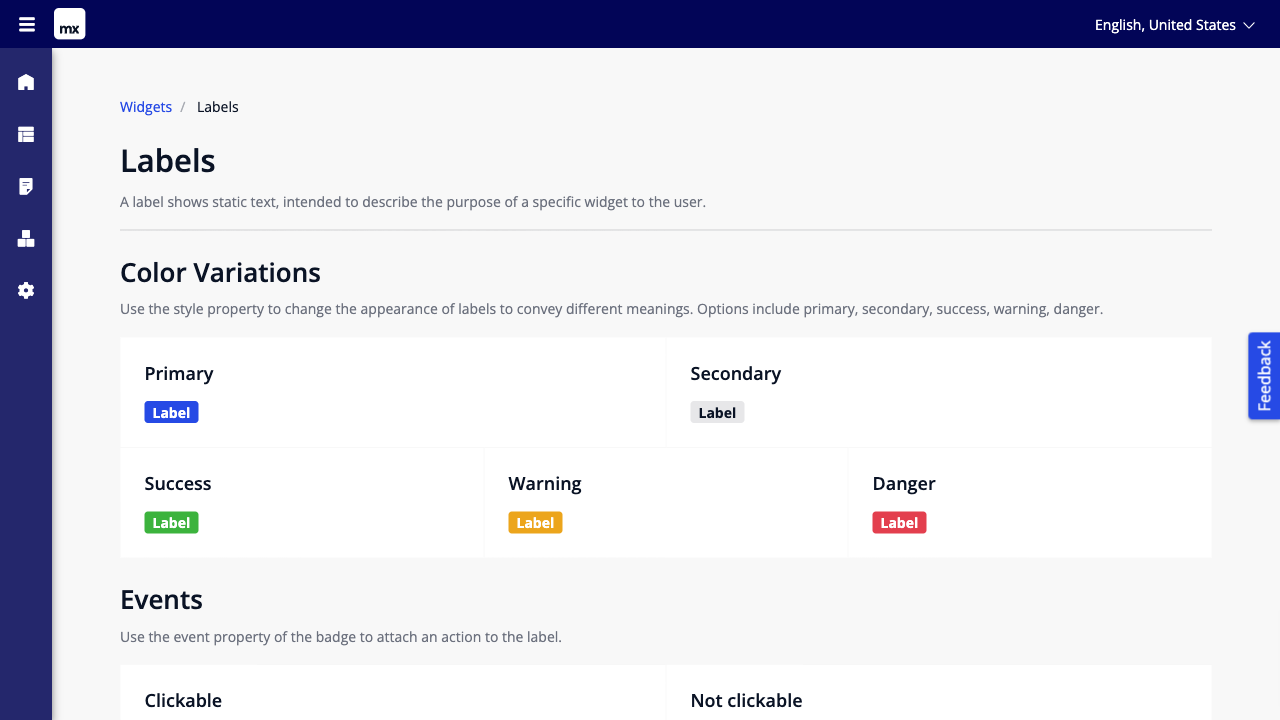 mx
English, United States
Widgets / Labels
Labels
A label shows static text, intended to describe the purpose of a specific widget to the user.
Color Variations
Use the style property to change the appearance of labels to convey different meanings. Options include primary, secondary, success, warning, danger.
Primary
Label
Secondary
Label
Success
Label
Warning
Label
Danger
Label
Events
Use the event property of the badge to attach an action to the label.
Clickable
Not clickable
Feedback